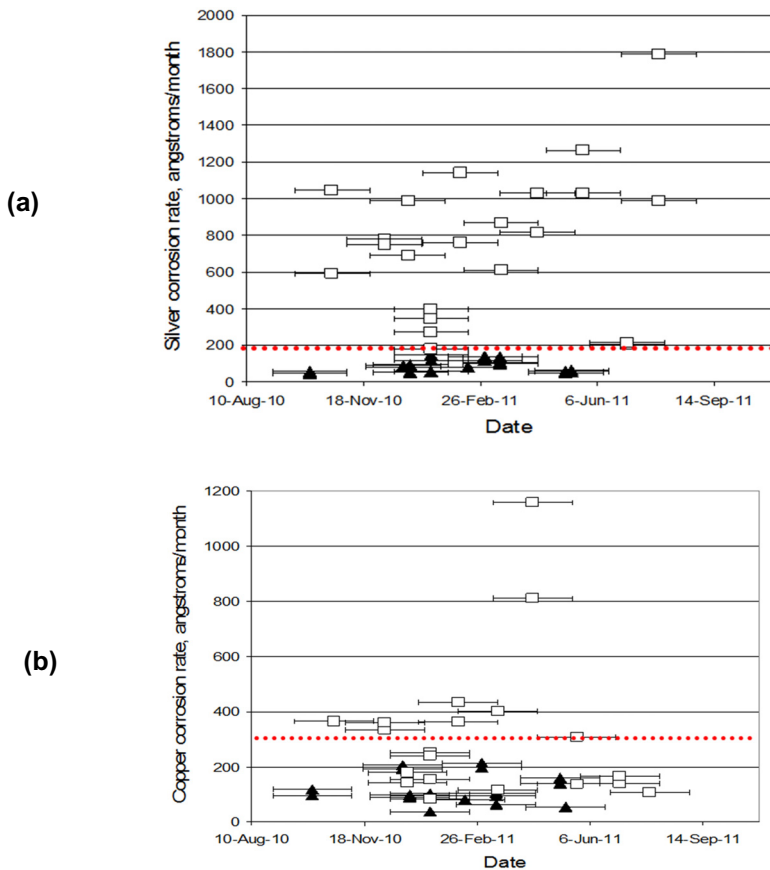 (a)
Silver corrosion rate, angstroms/month
2000
1800
1600
1400
1200
1000
800
600
400
200
0
10-Aug-10 18-Nov-10 26-Feb-11 6-Jun-11 14-Sep-11
Date
(b)
Copper corrosion rate, angstroms/month
1200
1000
800
600
400
200
0
10-Aug-10 18-Nov-10 26-Feb-11 6-Jun-11 14-Sep-11
Date